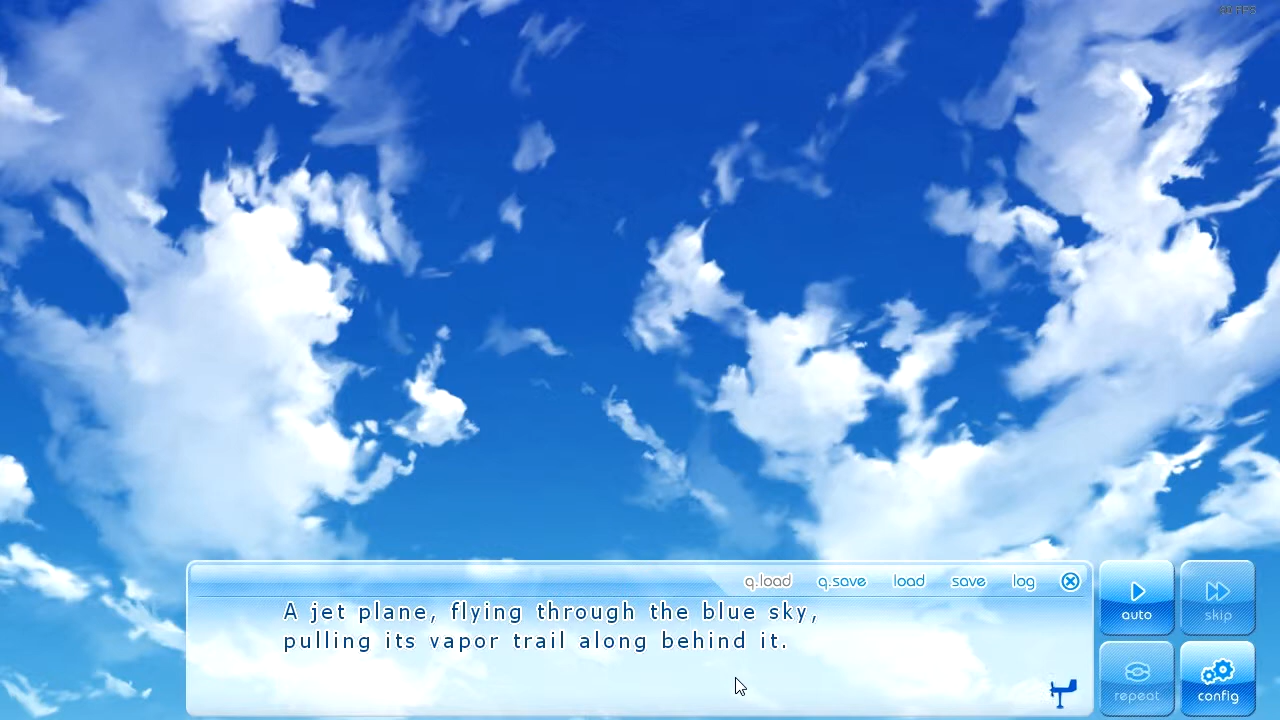 q.load q.save load save log
A jet plane, flying through the blue sky,
pulling its vapor trail along behind it.
auto skip
repeat config